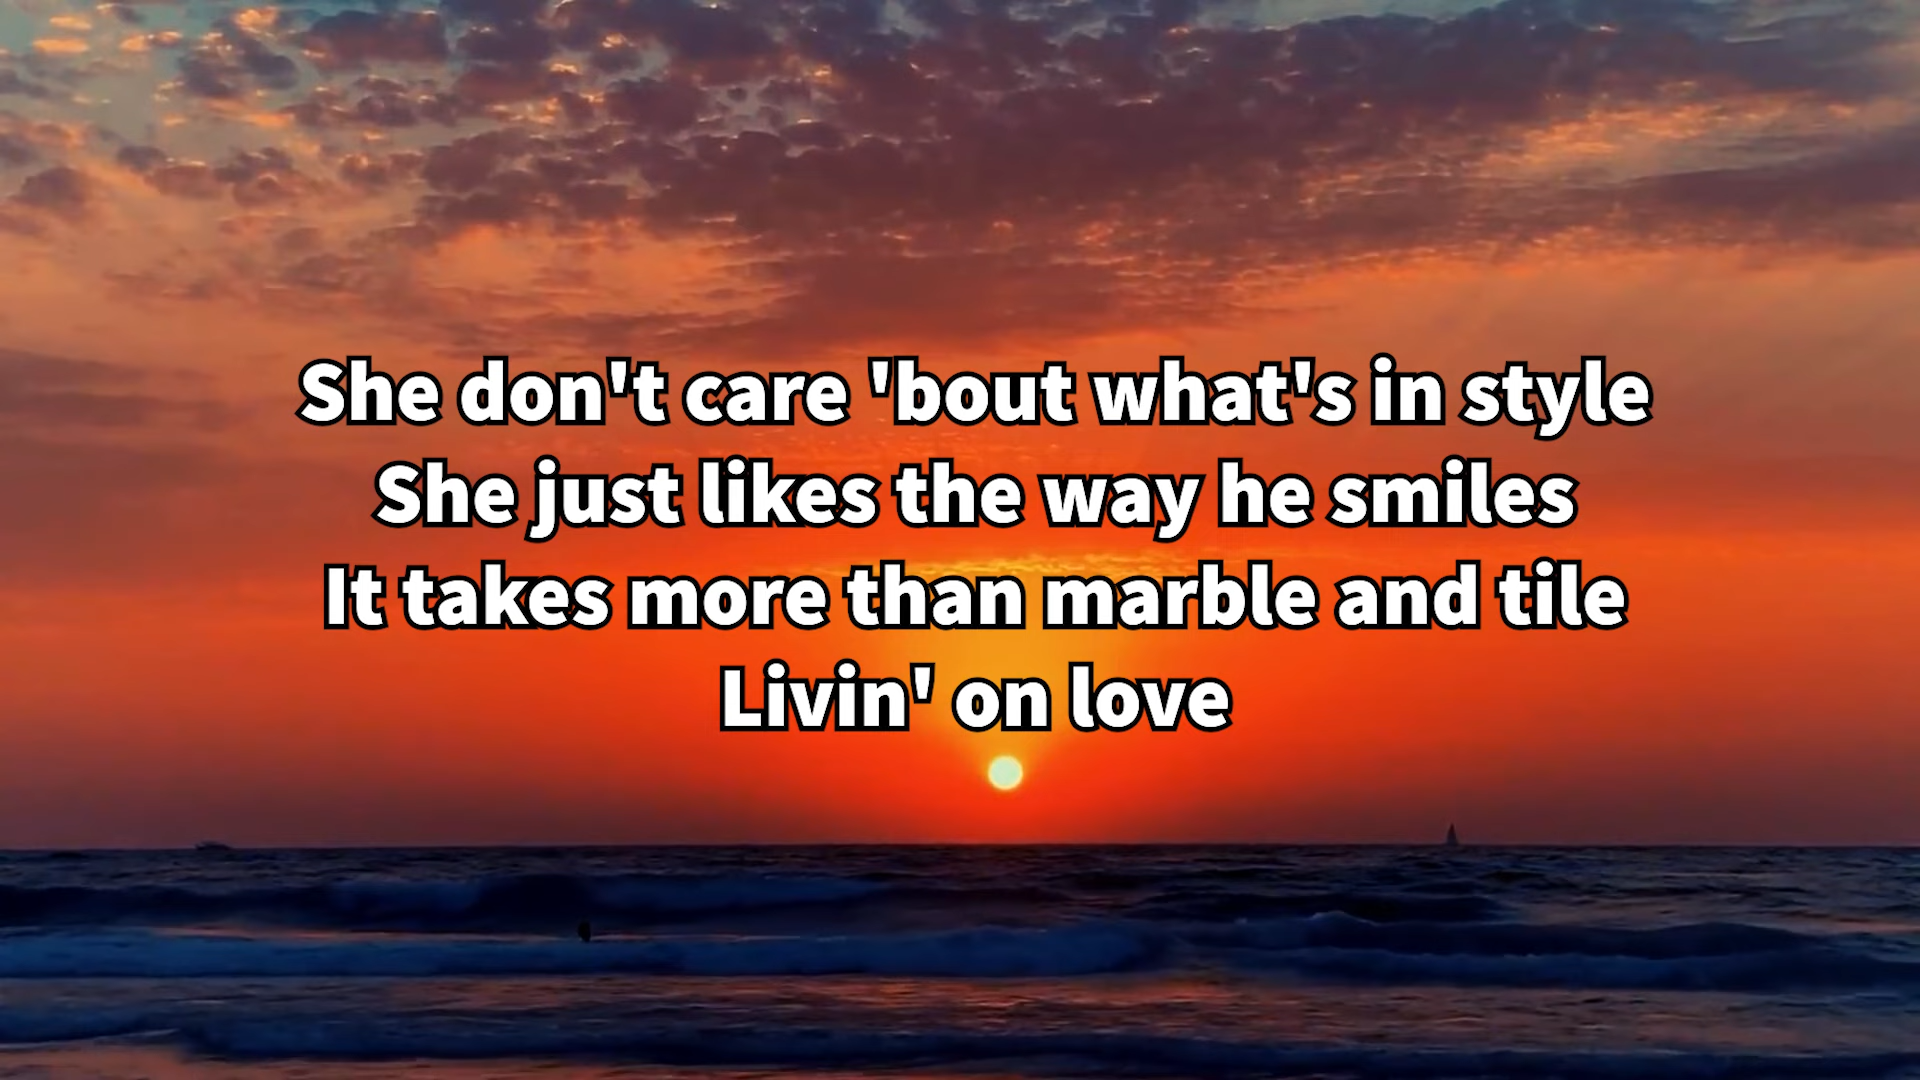 She don't care 'bout what's in style
She just likes the way he smiles
It takes more than marble and tile
Livin' on love